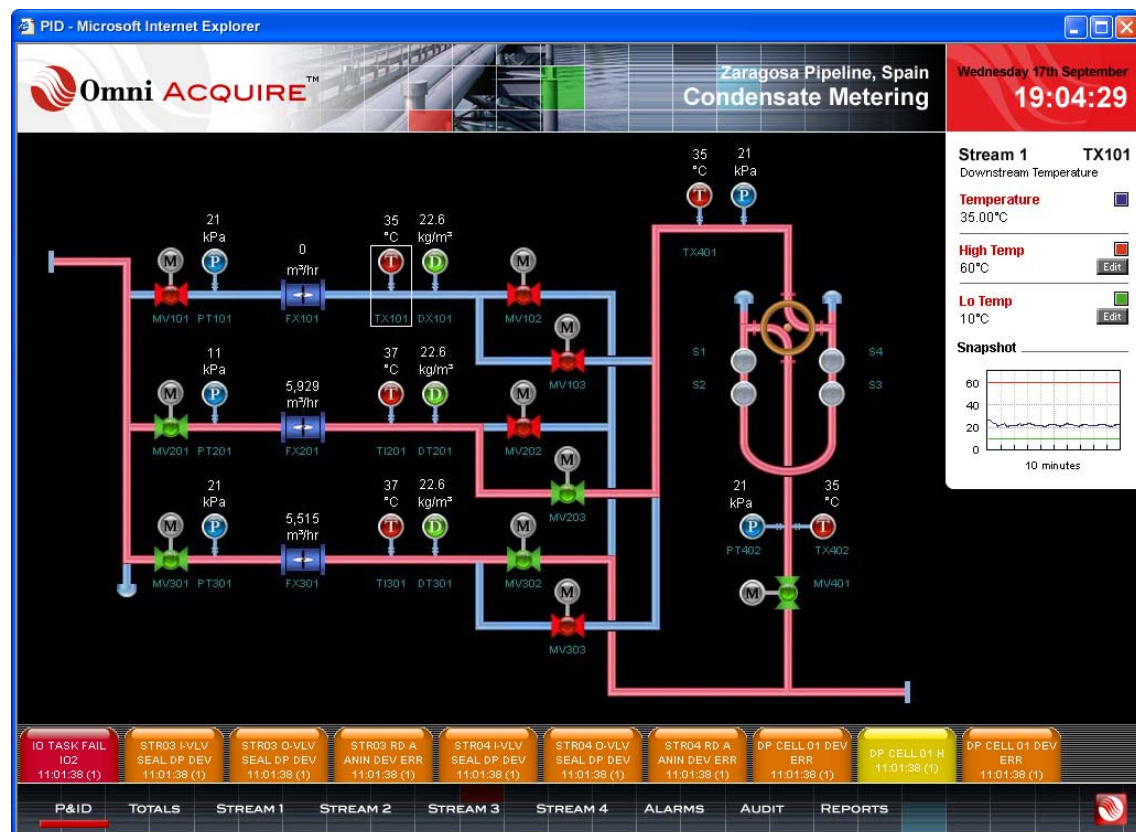 PID - Microsoft Internet Explorer
Omni ACQUIRE™
Zaragosa Pipeline, Spain
Condensate Metering
Wednesday 17th September
19:04:29
Stream 1 TX101
Downstream Temperature
Temperature
35.00°C
High Temp
60°C Edit
Lo Temp
10°C Edit
Snapshot
60
40
20
0
10 minutes
35 21
°C kPa
T P
TX401
21 0 35 22.6
kPa m³/hr °C kg/m³
M P T D M
MV101 PT101 FX101 TX101 DX101 MV102
M
MV103
S1 S4
S2 S3
11 5,929 37 22.6
kPa m³/hr °C kg/m³
M P T D M
MV201 PT201 FX201 TI201 DT201 MV202
M
MV203
21 5,515 37 22.6
kPa m³/hr °C kg/m³
M P T D M
MV301 PT301 FX301 TI301 DT301 MV302
M
MV303
21 35
kPa °C
P T
PT402 TX402
M MV401
IO TASK FAIL
IO2
11:01:38 (1)
STR03 I-VLV
SEAL DP DEV
11:01:38 (1)
STR03 O-VLV
SEAL DP DEV
11:01:38 (1)
STR03 RD A
ANIN DEV ERR
11:01:38 (1)
STR04 I-VLV
SEAL DP DEV
11:01:38 (1)
STR04 O-VLV
SEAL DP DEV
11:01:38 (1)
STR04 RD A
ANIN DEV ERR
11:01:38 (1)
DP CELL 01 DEV
ERR
11:01:38 (1)
DP CELL 01 H
11:01:38 (1)
DP CELL 01 DEV
ERR
11:01:38 (1)
P&ID TOTALS STREAM 1 STREAM 2 STREAM 3 STREAM 4 ALARMS AUDIT REPORTS